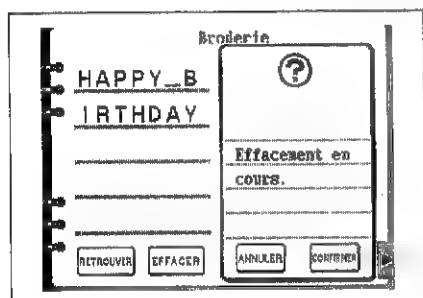 Broderie
HAPPY_B
IRTHDAY
Effacement en
cours.
RETROUVER
EFFACER
ANNULER
CONFIRMER